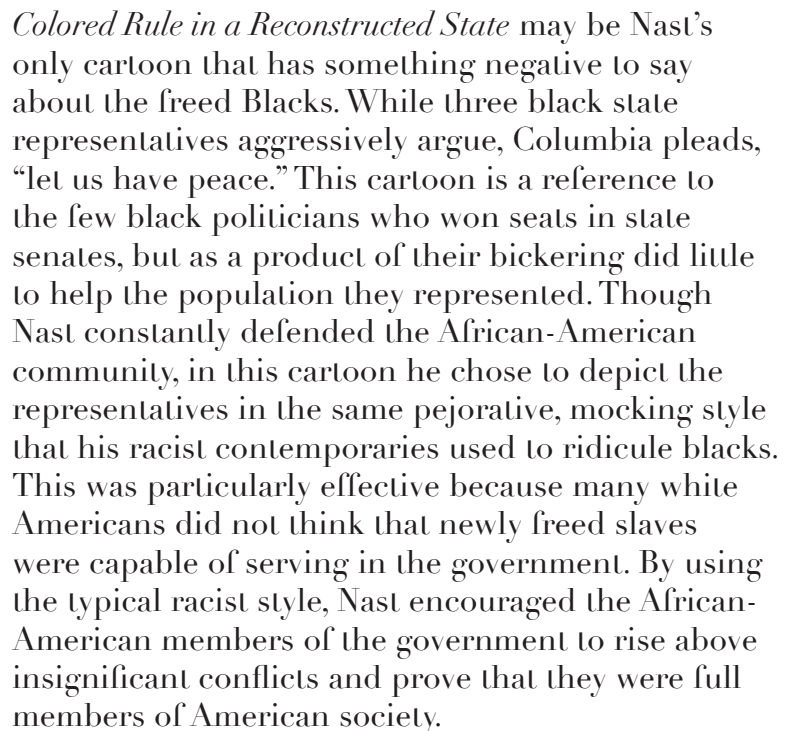 Colored Rule in a Reconstructed State may be Nast’s
only cartoon that has something negative to say
about the freed Blacks. While three black state
representatives aggressively argue, Columbia pleads,
“let us have peace.” This cartoon is a reference to
the few black politicians who won seats in state
senates, but as a product of their bickering did little
to help the population they represented. Though
Nast constantly defended the African-American
community, in this cartoon he chose to depict the
representatives in the same pejorative, mocking style
that his racist contemporaries used to ridicule blacks.
This was particularly effective because many white
Americans did not think that newly freed slaves
were capable of serving in the government. By using
the typical racist style, Nast encouraged the African-
American members of the government to rise above
insignificant conflicts and prove that they were full
members of American society.